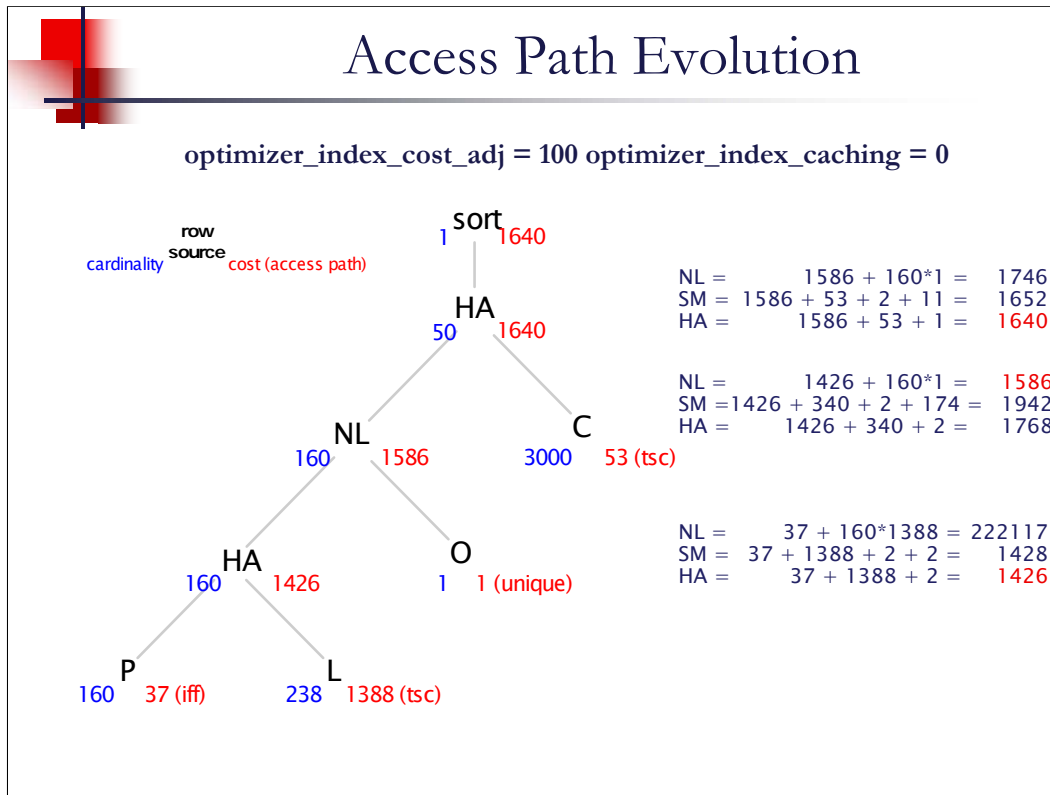 Access Path Evolution
optimizer_index_cost_adj = 100 optimizer_index_caching = 0
row
source
cardinality cost (access path)
sort
1 1640
HA
50 1640
NL = 1586 + 160*1 = 1746
SM = 1586 + 53 + 2 + 11 = 1652
HA = 1586 + 53 + 1 = 1640
NL
160 1586
C
3000 53 (tsc)
NL = 1426 + 160*1 = 1586
SM =1426 + 340 + 2 + 174 = 1942
HA = 1426 + 340 + 2 = 1768
HA
160 1426
O
1 1 (unique)
NL = 37 + 160*1388 = 222117
SM = 37 + 1388 + 2 + 2 = 1428
HA = 37 + 1388 + 2 = 1426
P
160 37 (iff)
L
238 1388 (tsc)